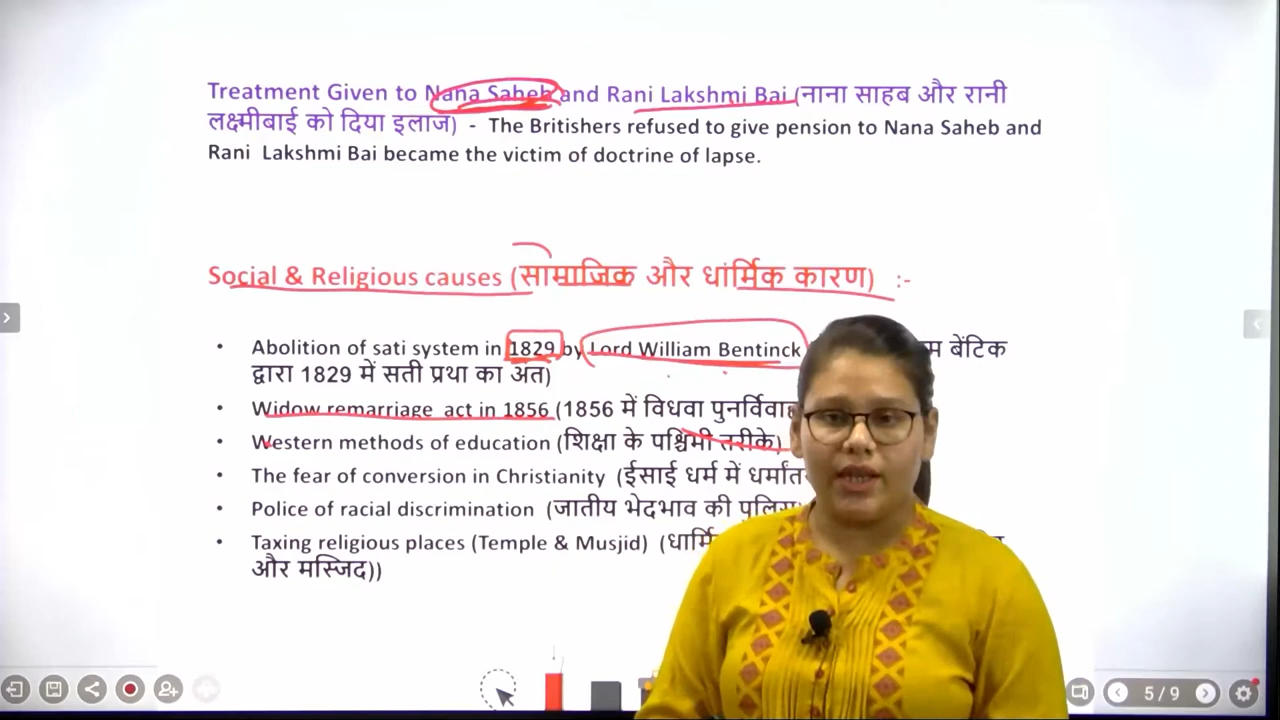 Treatment Given to Nana Saheb and Rani Lakshmi Bai (नाना साहब और रानी
लक्ष्मीबाई को दिया इलाज) - The Britishers refused to give pension to Nana Saheb and
Rani Lakshmi Bai became the victim of doctrine of lapse.
Social & Religious causes (सामाजिक और धार्मिक कारण) :-
• Abolition of sati system in 1829 by Lord William Bentinck बेंटिक
द्वारा 1829 में सती प्रथा का अंत)
• Widow remarriage act in 1856 (1856 में विधवा
• Western methods of education (शिक्षा के पश्चिमी तरीके)
• The fear of conversion in Christianity (ईसाई धर्म में
• Police of racial discrimination (जातीय भेदभाव की
• Taxing religious places (Temple & Musjid)
और मस्जिद))
5/9